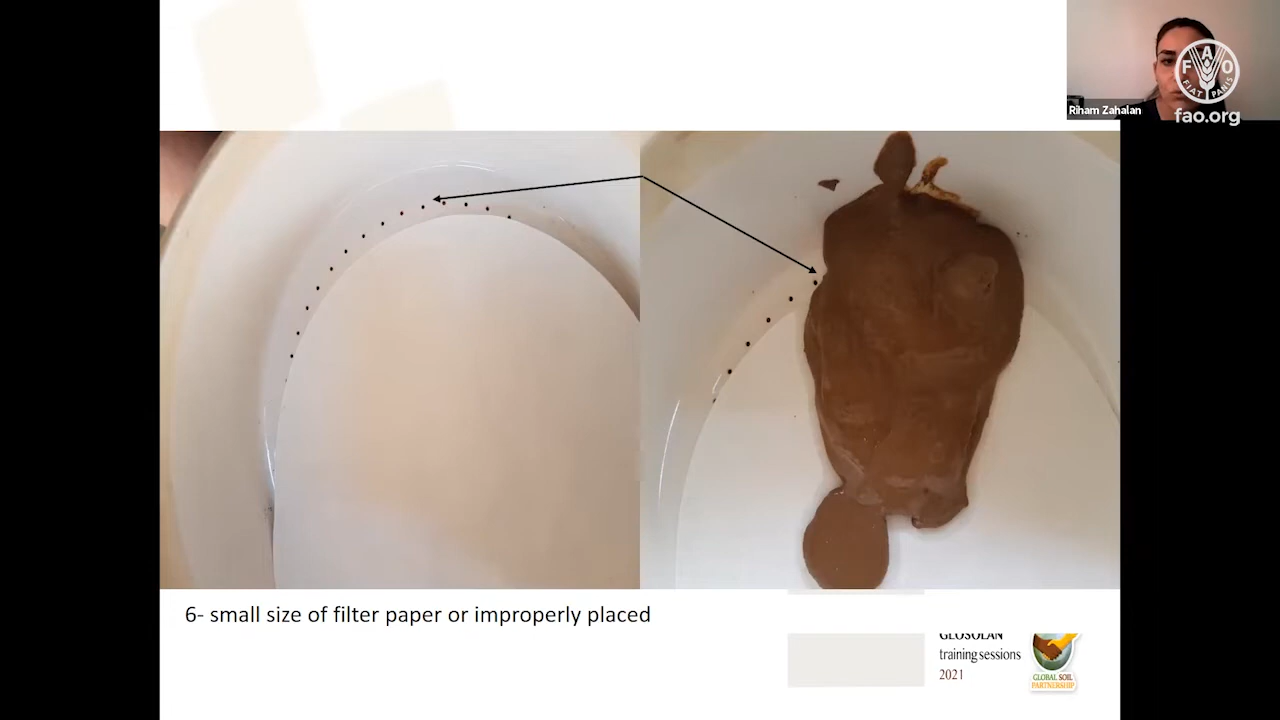 FAO
FIAT PANIS
Riham Zahalan
fao.org
6- small size of filter paper or improperly placed
GLOSOLAN
training sessions
2021
GLOBAL SOIL
PARTNERSHIP